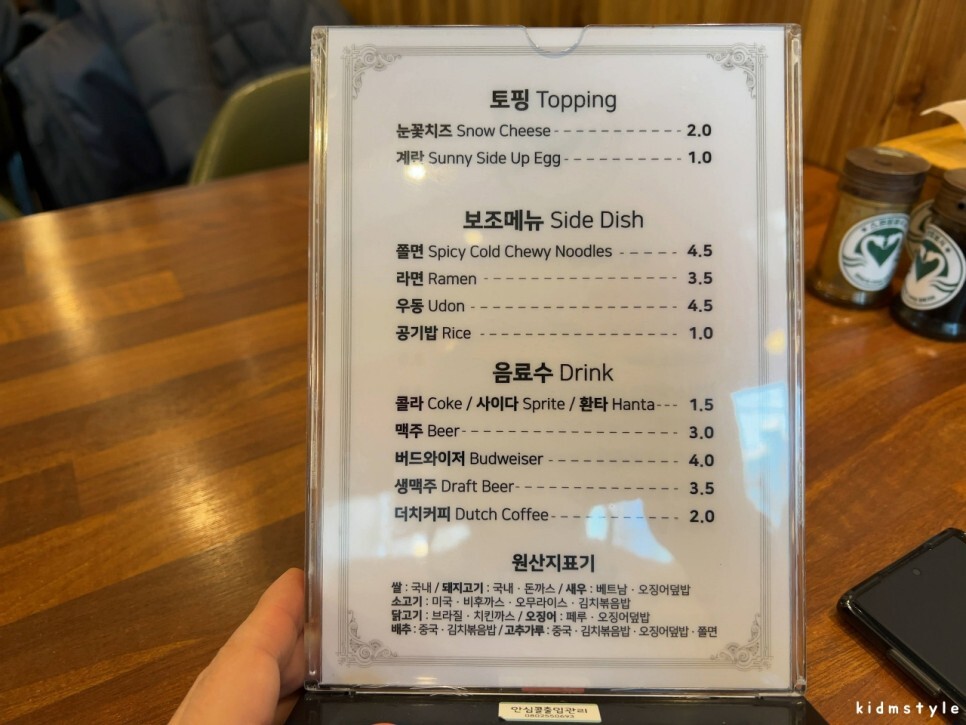 토핑 Topping
눈꽃치즈 Snow Cheese 2.0
계란 Sunny Side Up Egg 1.0
보조메뉴 Side Dish
쫄면 Spicy Cold Chewy Noodles 4.5
라면 Ramen 3.5
우동 Udon 4.5
공기밥 Rice 1.0
음료수 Drink
콜라 Coke / 사이다 Sprite / 환타 Hanta 1.5
맥주 Beer 3.0
버드와이저 Budweiser 4.0
생맥주 Draft Beer 3.5
더치커피 Dutch Coffee 2.0
원산지표기
쌀 : 국내 / 돼지고기 : 국내 · 돈까스 / 새우 : 베트남 · 오징어덮밥
소고기 : 미국 · 비후까스 · 오무라이스 · 김치볶음밥
닭고기 : 브라질 · 치킨까스 / 오징어 : 페루 · 오징어덮밥
배추 : 중국 · 김치볶음밥 / 고추가루 : 중국 · 김치볶음밥 · 오징어덮밥 · 쫄면
안심콜출입관리
0802550693
kidmstyle